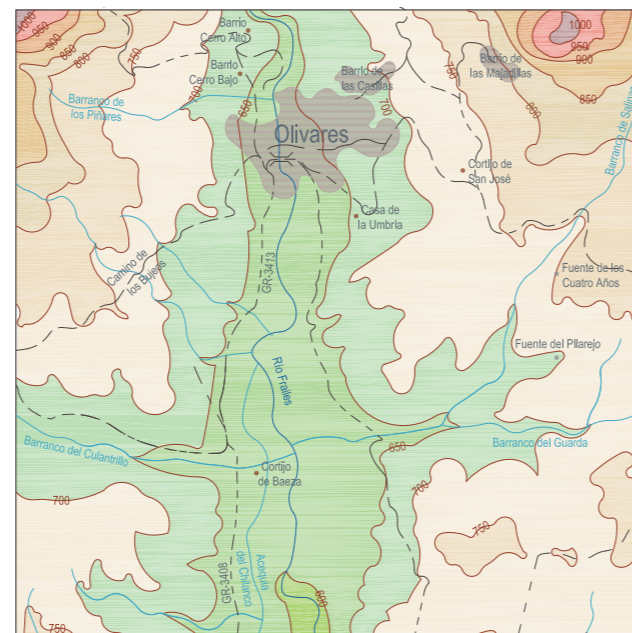 1000
950
900
850
800
750
Barrio
Cerro Alto
Barrio
Cerro Bajo
650
Barranco de
los Piñares
Barrio de
las Casillas
700
750
1000
950
900
Barrio de
las Majadillas
850
800
Barranco de Salinas
Olivares
Cortijo de
San José
Casa de
la Umbría
Camino de
los Bujeos
GR-3413
Fuente de los
Cuatro Años
Río Frailes
Fuente del Pilarejo
Barranco del Culantrillo
650
Barranco del Guarda
Cortijo
de Baeza
700
700
750
Acequia
del Chilanco
GR-3408
600
750